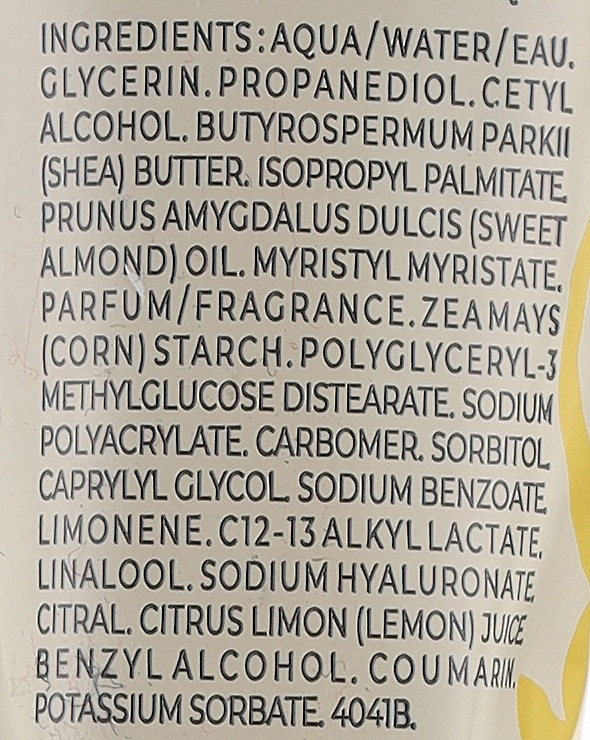 INGREDIENTS: AQUA/WATER/EAU.
GLYCERIN. PROPANEDIOL. CETYL
ALCOHOL. BUTYROSPERMUM PARKII
(SHEA) BUTTER. ISOPROPYL PALMITATE.
PRUNUS AMYGDALUS DULCIS (SWEET
ALMOND) OIL. MYRISTYL MYRISTATE.
PARFUM/FRAGRANCE. ZEA MAYS
(CORN) STARCH. POLYGLYCERYL-3
METHYLGLUCOSE DISTEARATE. SODIUM
POLYACRYLATE. CARBOMER. SORBITOL
CAPRYLYL GLYCOL. SODIUM BENZOATE.
LIMONENE. C12-13 ALKYL LACTATE.
LINALOOL. SODIUM HYALURONATE
CITRAL. CITRUS LIMON (LEMON) JUICE
BENZYL ALCOHOL. COUMARIN.
POTASSIUM SORBATE. 4041B.